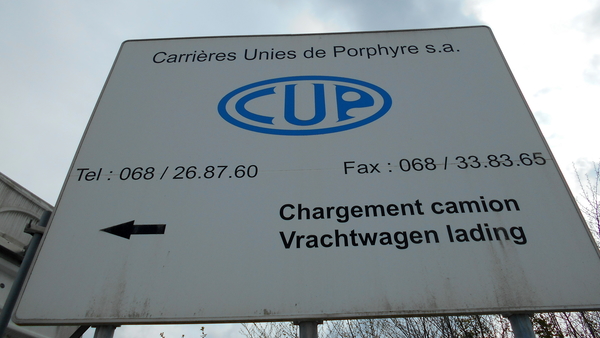 Carrières Unies de Porphyre s.a.
CUP
Tel : 068 / 26.87.60 Fax : 068 / 33.83.65
Chargement camion
Vrachtwagen lading